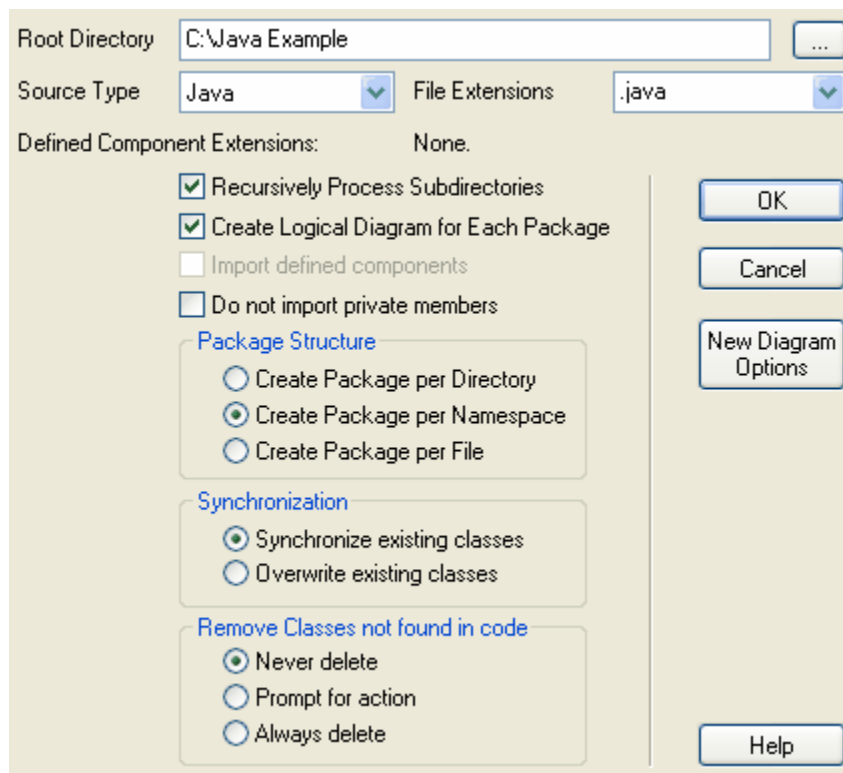 Root Directory C:\Java Example ...
Source Type Java File Extensions .java
Defined Component Extensions: None.
Recursively Process Subdirectories
OK
Create Logical Diagram for Each Package
Import defined components
Cancel
Do not import private members
Package Structure
New Diagram
Options
Create Package per Directory
Create Package per Namespace
Create Package per File
Synchronization
Synchronize existing classes
Overwrite existing classes
Remove Classes not found in code
Never delete
Prompt for action
Always delete
Help